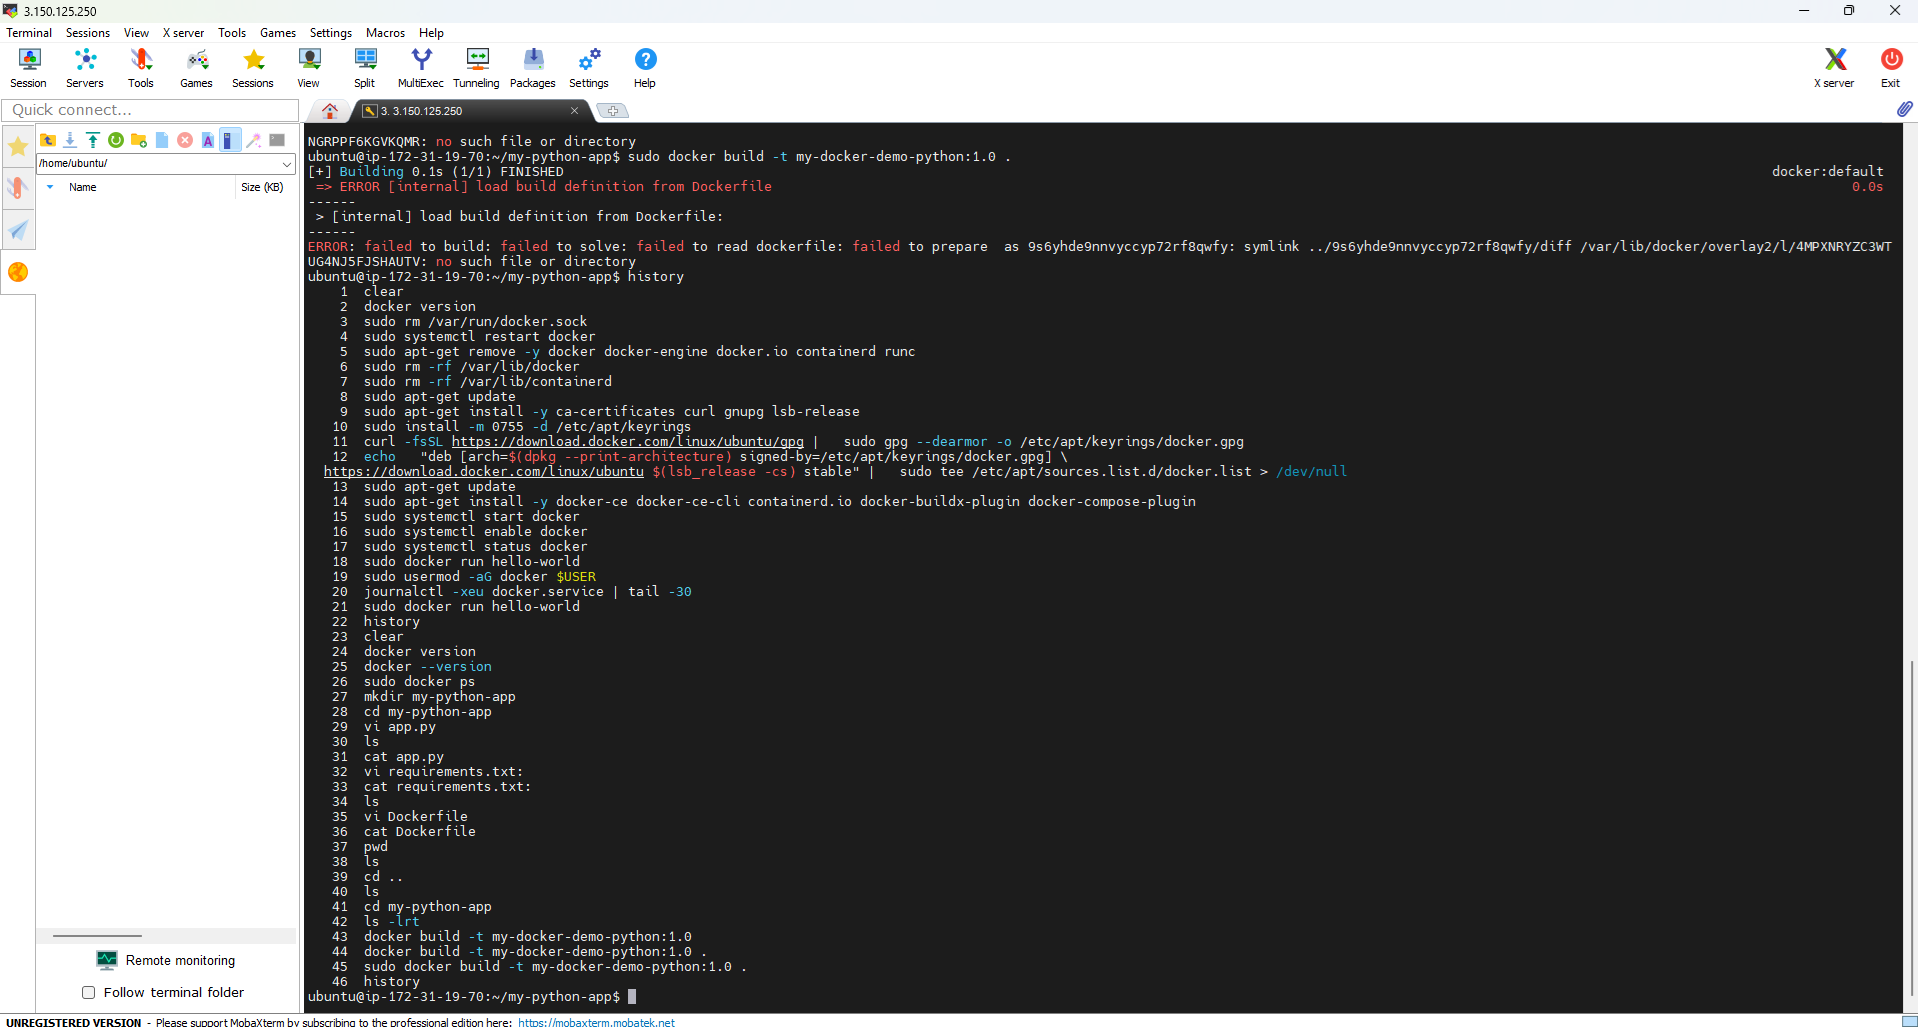 3.150.125.250
Terminal Sessions View X server Tools Games Settings Macros Help
Session Servers Tools Games Sessions View Split MultiExec Tunneling Packages Settings Help X server Exit
Quick connect...
3. 3.150.125.250
/home/ubuntu/
Name Size (KB)
NGRPPF6KGVKQMR: no such file or directory
ubuntu@ip-172-31-19-70:~/my-python-app$ sudo docker build -t my-docker-demo-python:1.0 .
[+] Building 0.1s (1/1) FINISHED docker:default
=> ERROR [internal] load build definition from Dockerfile 0.0s
------
> [internal] load build definition from Dockerfile:
------
ERROR: failed to build: failed to solve: failed to read dockerfile: failed to prepare  as 9s6yhde9nnvyccyp72rf8qwfy: symlink ../9s6yhde9nnvyccyp72rf8qwfy/diff /var/lib/docker/overlay2/l/4MPXNRYZC3WT
UG4NJ5FJSHAUTV: no such file or directory
ubuntu@ip-172-31-19-70:~/my-python-app$ history
1  clear
2  docker version
3  sudo rm /var/run/docker.sock
4  sudo systemctl restart docker
5  sudo apt-get remove -y docker docker-engine docker.io containerd runc
6  sudo rm -rf /var/lib/docker
7  sudo rm -rf /var/lib/containerd
8  sudo apt-get update
9  sudo apt-get install -y ca-certificates curl gnupg lsb-release
10  sudo install -m 0755 -d /etc/apt/keyrings
11  curl -fsSL https://download.docker.com/linux/ubuntu/gpg |   sudo gpg --dearmor -o /etc/apt/keyrings/docker.gpg
12  echo   "deb [arch=$(dpkg --print-architecture) signed-by=/etc/apt/keyrings/docker.gpg] \
https://download.docker.com/linux/ubuntu $(lsb_release -cs) stable" |   sudo tee /etc/apt/sources.list.d/docker.list > /dev/null
13  sudo apt-get update
14  sudo apt-get install -y docker-ce docker-ce-cli containerd.io docker-buildx-plugin docker-compose-plugin
15  sudo systemctl start docker
16  sudo systemctl enable docker
17  sudo systemctl status docker
18  sudo docker run hello-world
19  sudo usermod -aG docker $USER
20  journalctl -xeu docker.service | tail -30
21  sudo docker run hello-world
22  history
23  clear
24  docker version
25  docker --version
26  sudo docker ps
27  mkdir my-python-app
28  cd my-python-app
29  vi app.py
30  ls
31  cat app.py
32  vi requirements.txt:
33  cat requirements.txt:
34  ls
35  vi Dockerfile
36  cat Dockerfile
37  pwd
38  ls
39  cd ..
40  ls
41  cd my-python-app
42  ls -lrt
43  docker build -t my-docker-demo-python:1.0
44  docker build -t my-docker-demo-python:1.0 .
45  sudo docker build -t my-docker-demo-python:1.0 .
46  history
ubuntu@ip-172-31-19-70:~/my-python-app$
Remote monitoring
Follow terminal folder
UNREGISTERED VERSION - Please support MobaXterm by subscribing to the professional edition here: https://mobaxterm.mobatek.net